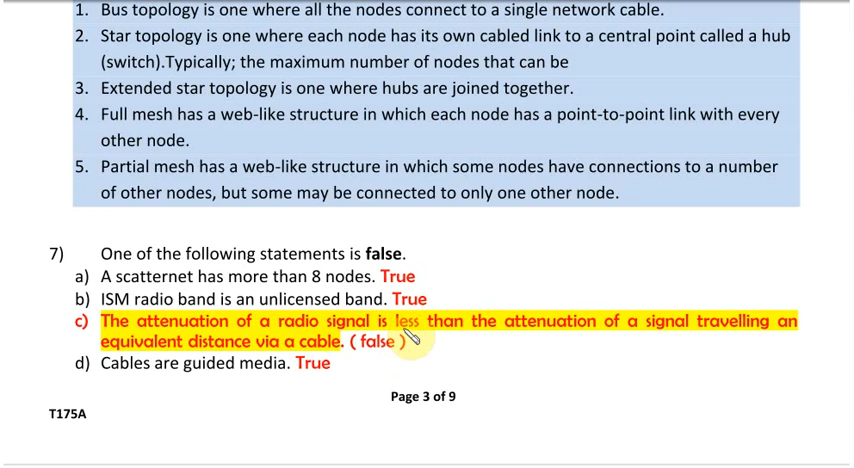 1. Bus topology is one where all the nodes connect to a single network cable.
2. Star topology is one where each node has its own cabled link to a central point called a hub
(switch).Typically; the maximum number of nodes that can be
3. Extended star topology is one where hubs are joined together.
4. Full mesh has a web-like structure in which each node has a point-to-point link with every
other node.
5. Partial mesh has a web-like structure in which some nodes have connections to a number
of other nodes, but some may be connected to only one other node.
7) One of the following statements is false.
a) A scatternet has more than 8 nodes. True
b) ISM radio band is an unlicensed band. True
c) The attenuation of a radio signal is less than the attenuation of a signal travelling an
equivalent distance via a cable. ( false )
d) Cables are guided media. True
Page 3 of 9
T175A